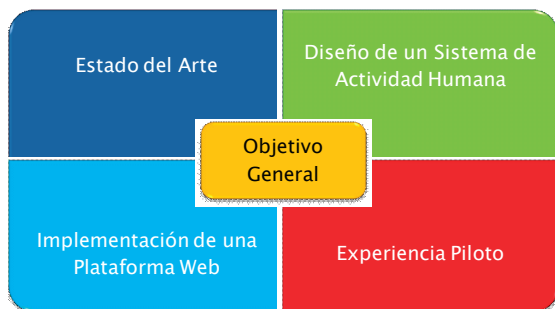 Estado del Arte
Diseño de un Sistema de
Actividad Humana
Objetivo
General
Implementación de una
Plataforma Web
Experiencia Piloto